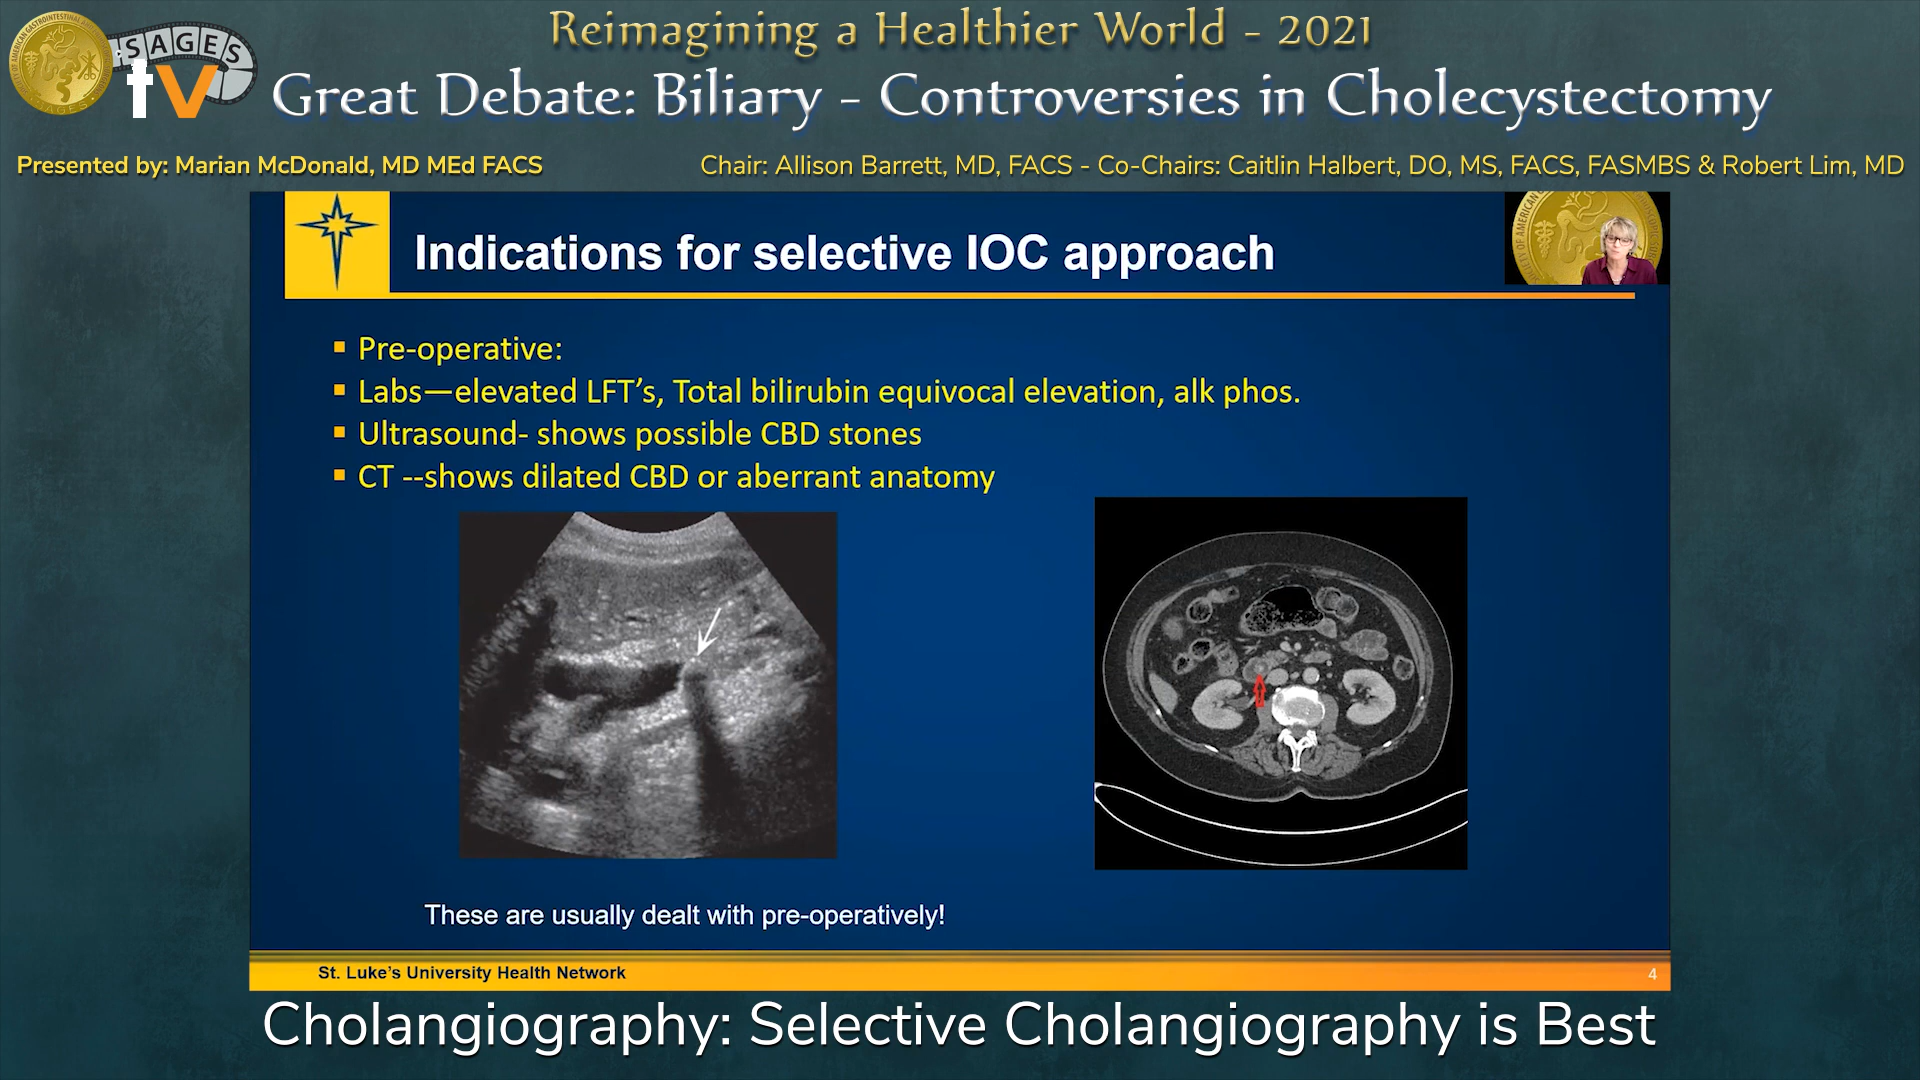 Reimagining a Healthier World - 2021
SAGES
tv
Great Debate: Biliary - Controversies in Cholecystectomy
Presented by: Marian McDonald, MD MEd FACS
Chair: Allison Barrett, MD, FACS - Co-Chairs: Caitlin Halbert, DO, MS, FACS, FASMBS & Robert Lim, MD
Indications for selective IOC approach
Pre-operative:
Labs—elevated LFT's, Total bilirubin equivocal elevation, alk phos.
Ultrasound- shows possible CBD stones
CT --shows dilated CBD or aberrant anatomy
These are usually dealt with pre-operatively!
St. Luke's University Health Network
4
Cholangiography: Selective Cholangiography is Best